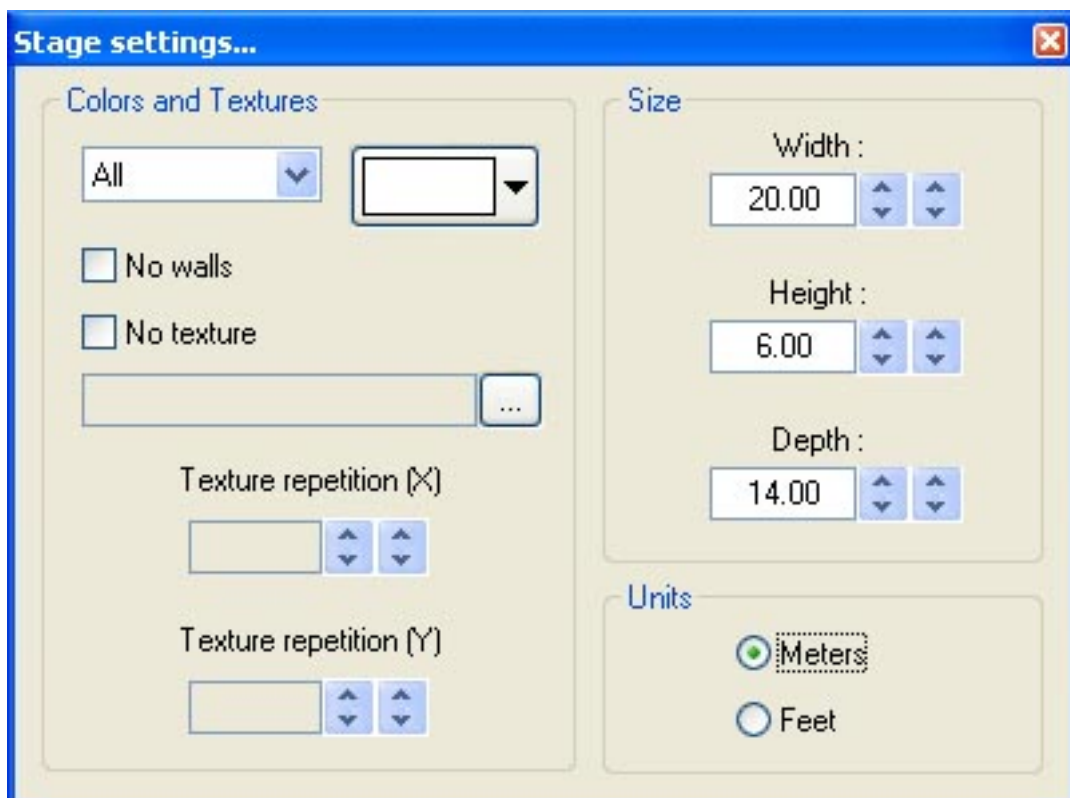 Stage settings...
Colors and Textures
All
No walls
No texture
...
Texture repetition (X)
Texture repetition (Y)
Size
Width :
20.00
Height :
6.00
Depth :
14.00
Units
Meters
Feet